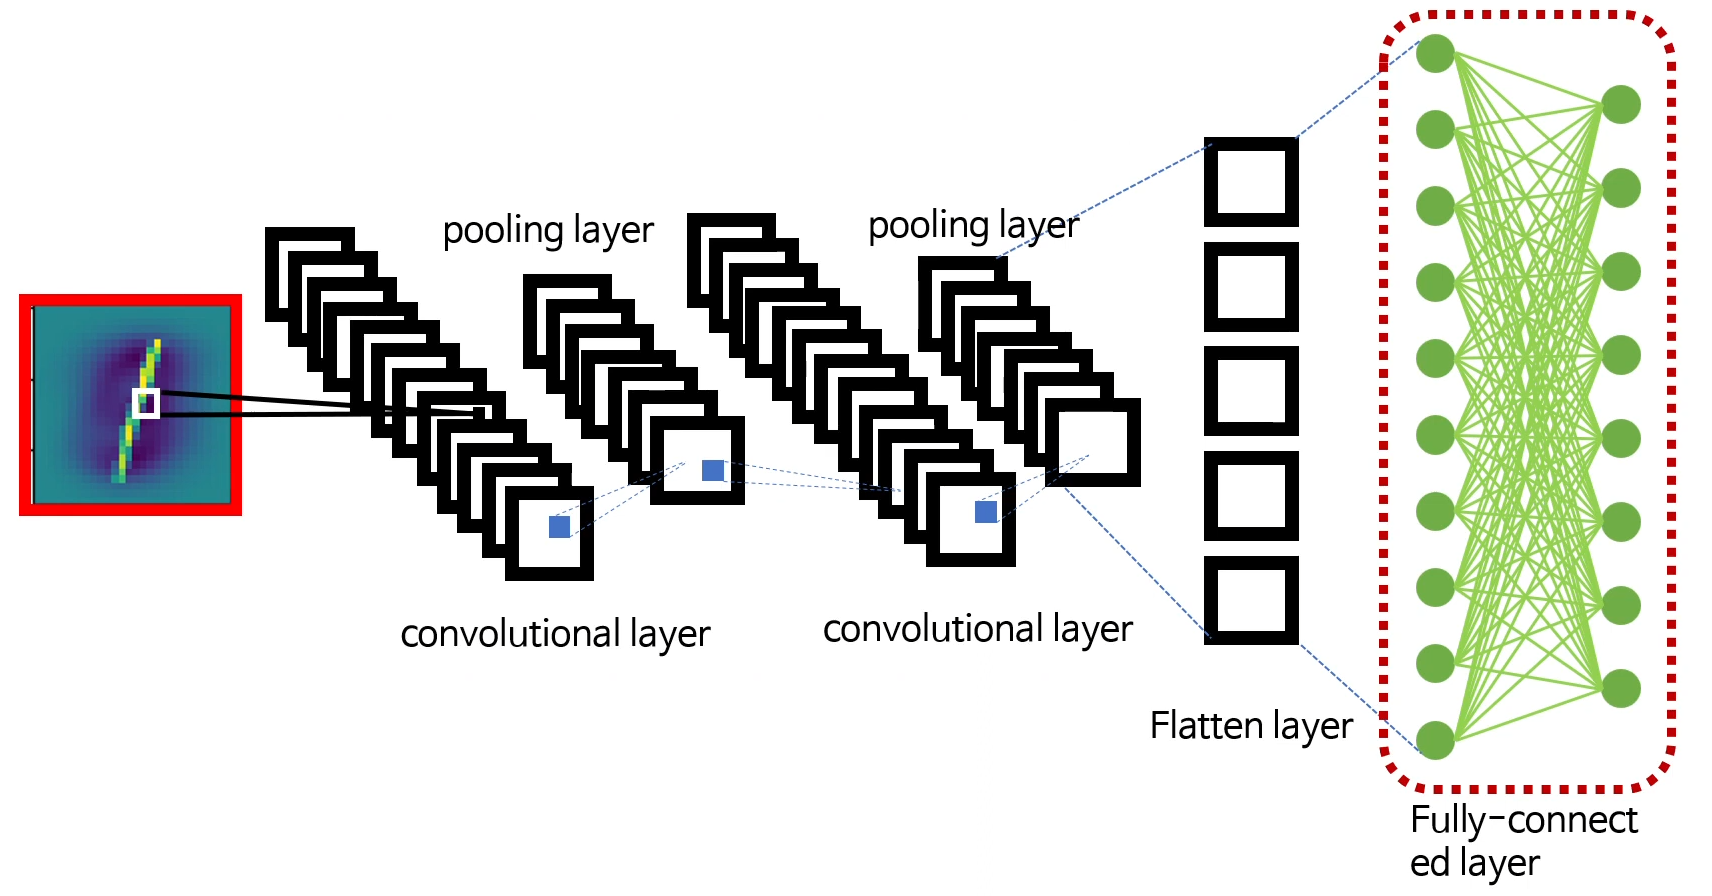 pooling layer
pooling layer
convolutional layer
convolutional layer
Flatten layer
Fully-connect
ed layer